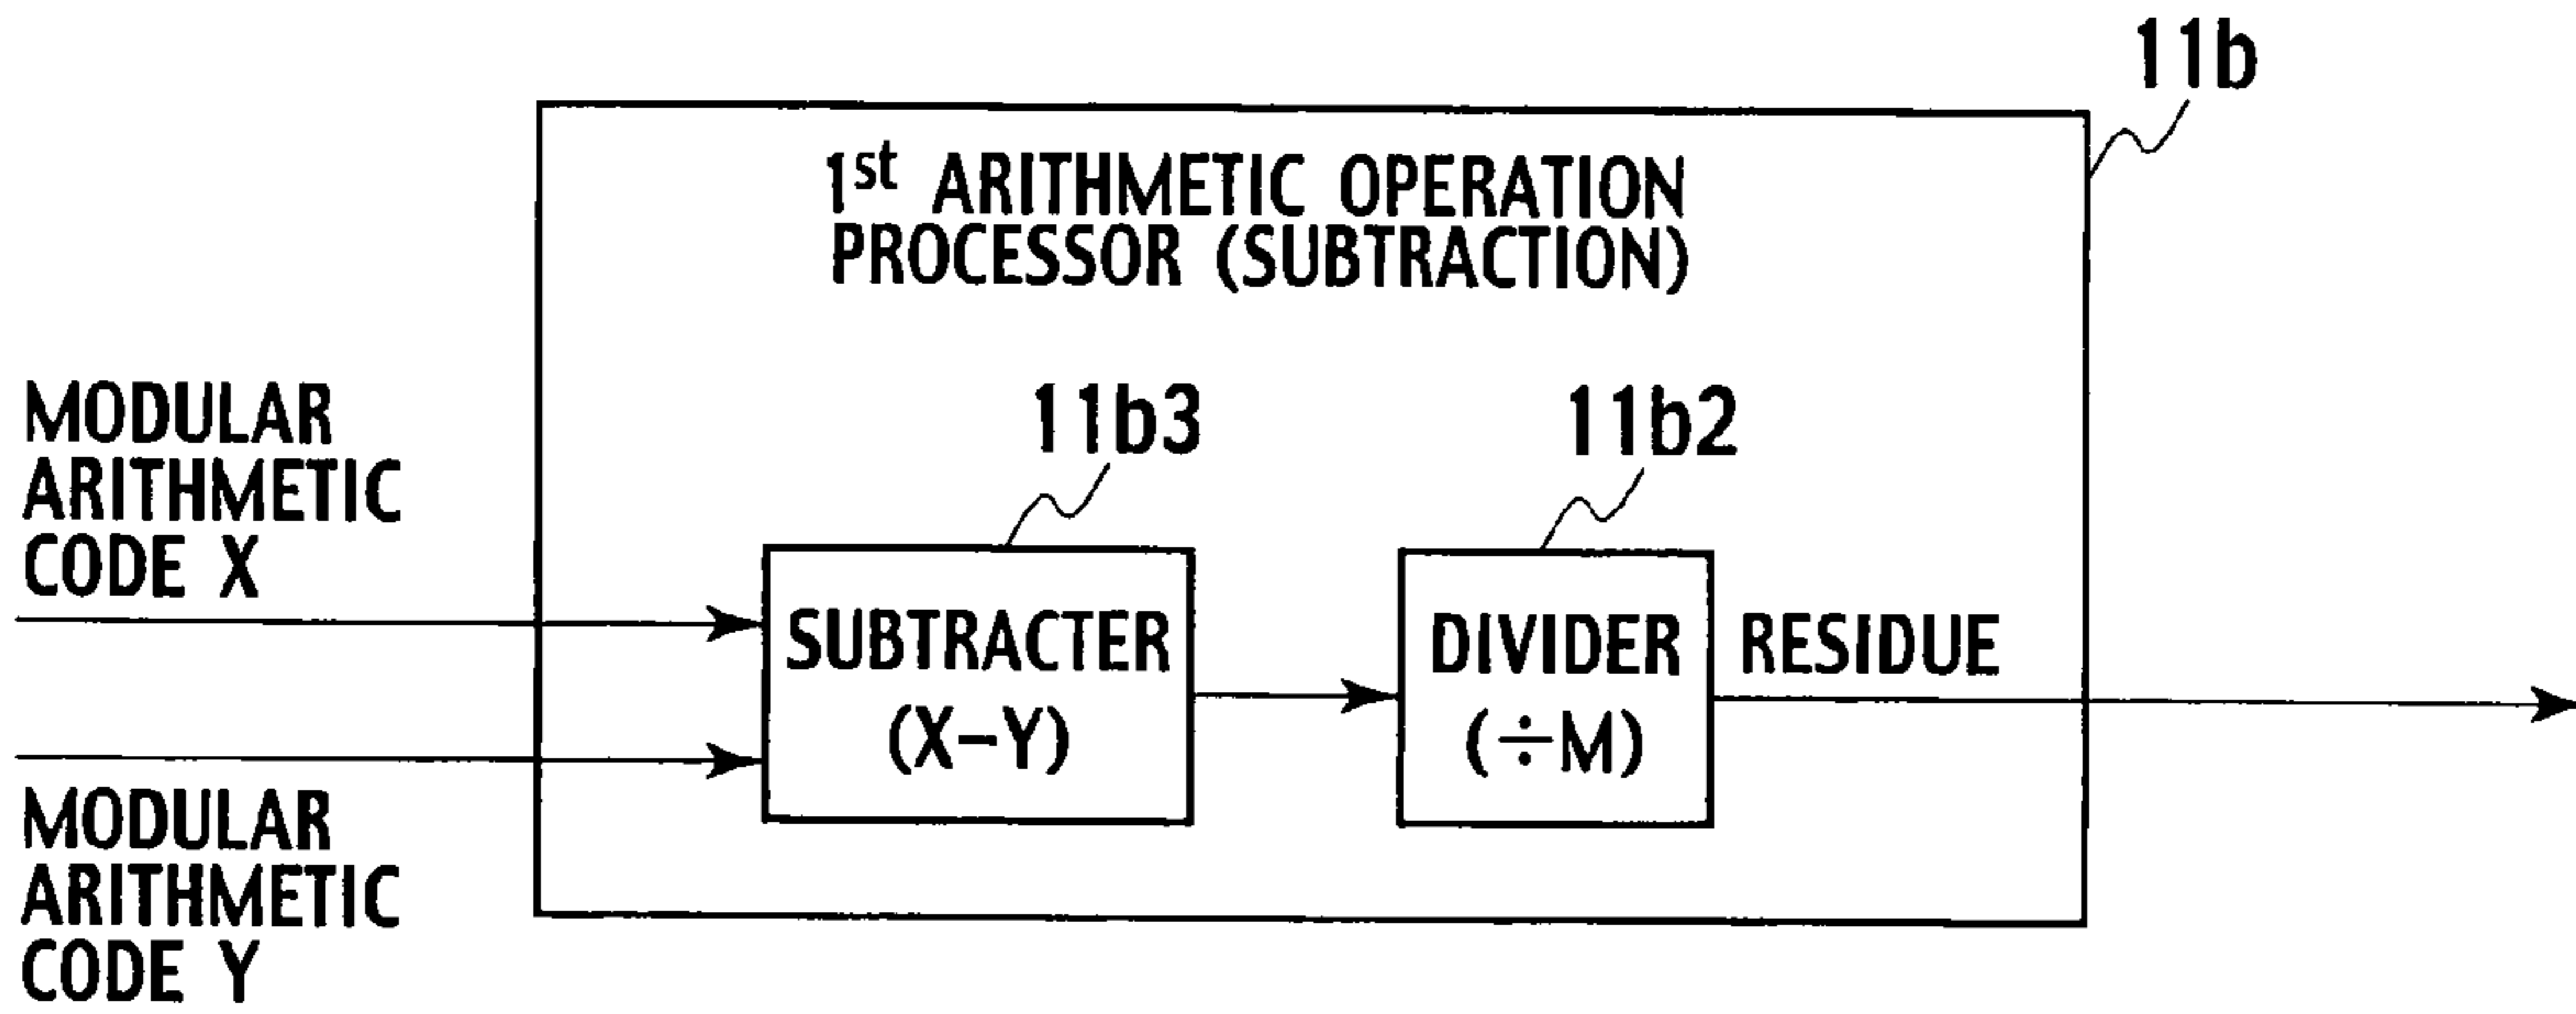 11b
1st ARITHMETIC OPERATION
PROCESSOR (SUBTRACTION)
MODULAR
ARITHMETIC
CODE X
11b3
11b2
SUBTRACTER
(X−Y)
DIVIDER
(÷M)
RESIDUE
MODULAR
ARITHMETIC
CODE Y